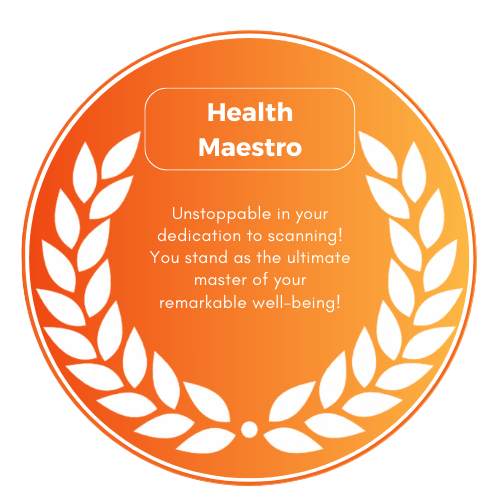 Health
Maestro
Unstoppable in your
dedication to scanning!
You stand as the ultimate
master of your
remarkable well-being!